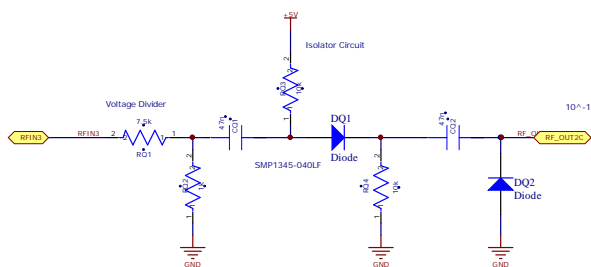 +5V
Isolator Circuit
2
RQ3
10k
1
Voltage Divider
7.5k
47n
CQ1
DQ1
47n
CQ2
10^-1
RFIN3
RFIN3
2
1
RQ1
Diode
SMP1345-040LF
RF_OUT2C
2
RQ2
1k
1
2
RQ4
10k
1
DQ2
Diode
GND
GND
GND